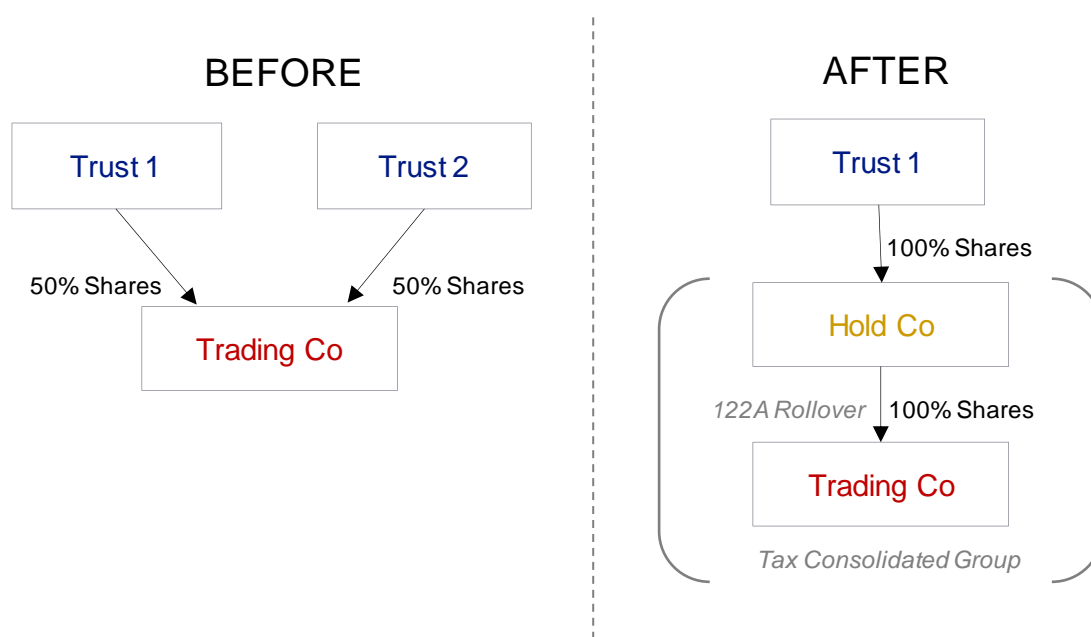 BEFORE
Trust 1
Trust 2
50% Shares
50% Shares
Trading Co
AFTER
Trust 1
100% Shares
Hold Co
122A Rollover
100% Shares
Trading Co
Tax Consolidated Group